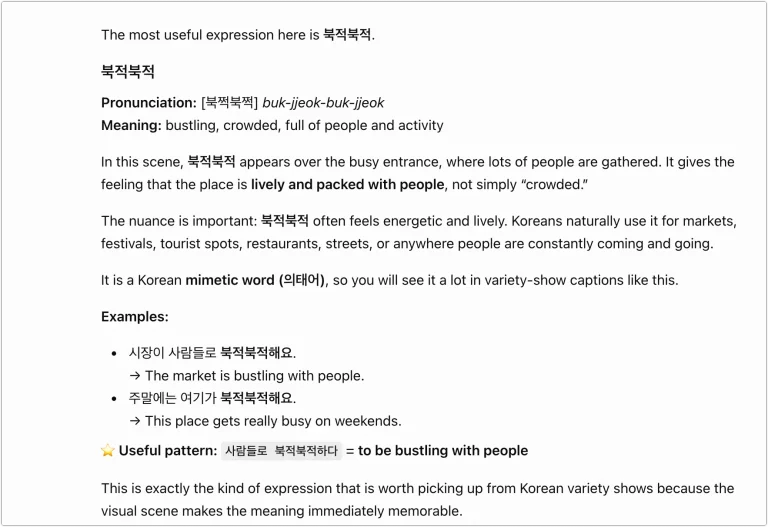 The most useful expression here is 북적북적.
북적북적
Pronunciation: [북쩍북쩍] buk-jjeok-buk-jjeok
Meaning: bustling, crowded, full of people and activity
In this scene, 북적북적 appears over the busy entrance, where lots of people are gathered. It gives the
feeling that the place is lively and packed with people, not simply “crowded.”
The nuance is important: 북적북적 often feels energetic and lively. Koreans naturally use it for markets,
festivals, tourist spots, restaurants, streets, or anywhere people are constantly coming and going.
It is a Korean mimetic word (의태어), so you will see it a lot in variety-show captions like this.
Examples:
• 시장이 사람들로 북적북적해요.
→ The market is bustling with people.
• 주말에는 여기가 북적북적해요.
→ This place gets really busy on weekends.
⭐ Useful pattern: 사람들로 북적북적하다 = to be bustling with people
This is exactly the kind of expression that is worth picking up from Korean variety shows because the
visual scene makes the meaning immediately memorable.